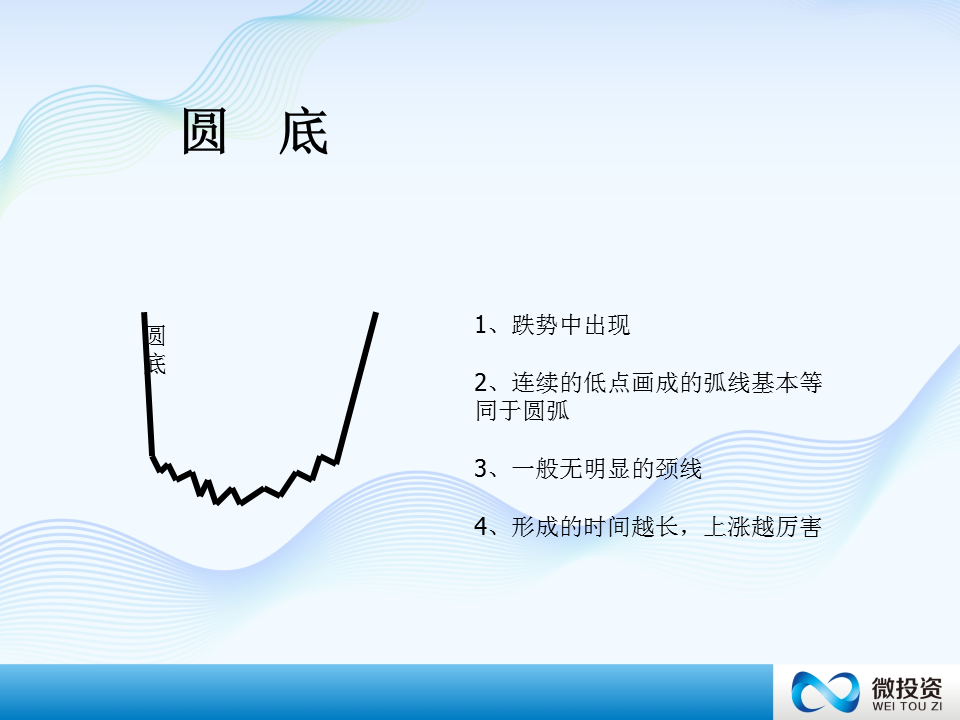 圆 底
圆
底
1、跌势中出现
2、连续的低点画成的弧线基本等
同于圆弧
3、一般无明显的颈线
4、形成的时间越长，上涨越厉害
微投资
WEI TOU ZI